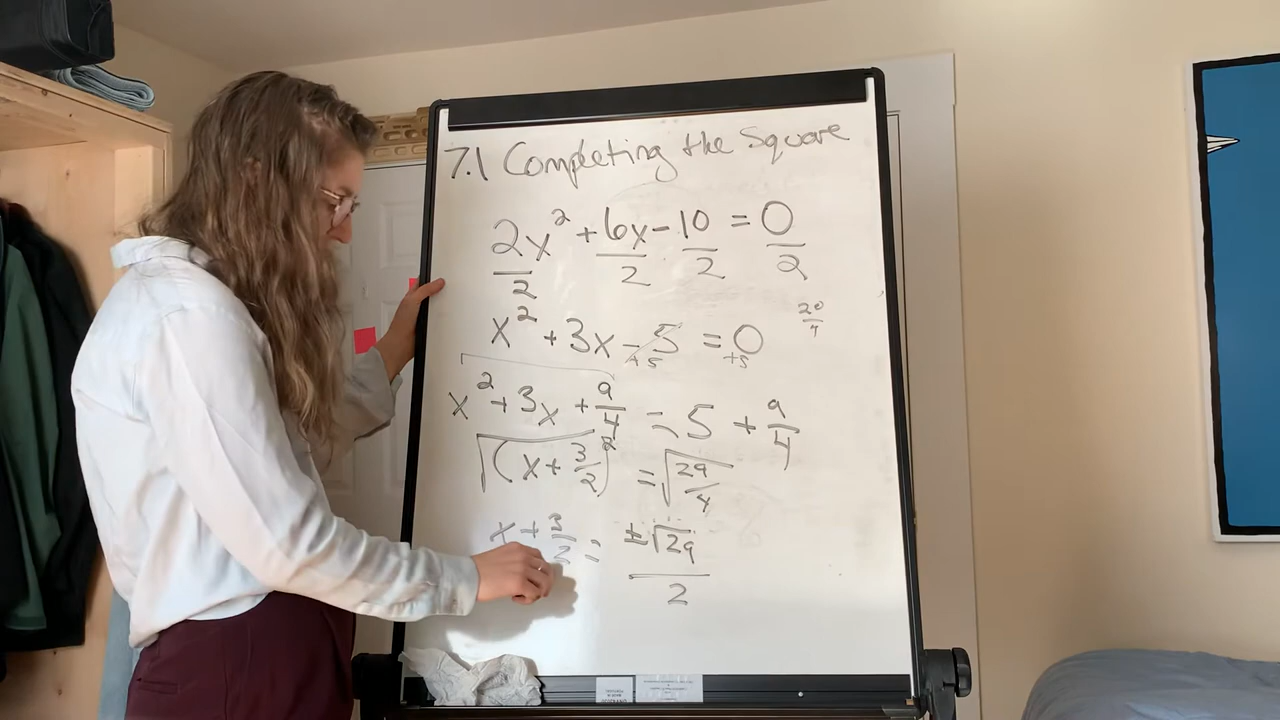 7.1 Completing the Square
2x²/2 + 6x/2 - 10/2 = 0/2
x² + 3x - 5 = 0
+5 +5
20/4
x² + 3x + 9/4 = 5 + 9/4
√(x + 3/2)² = √29/4
x + 3/2 = ±√29/2